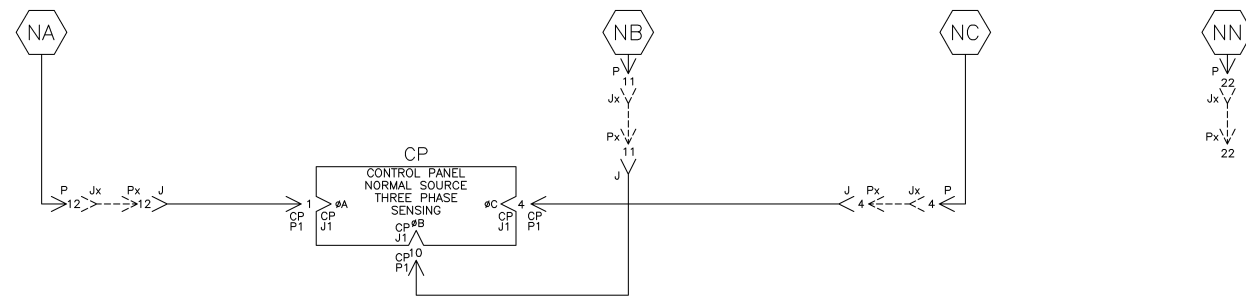 NA
NB
NC
NN
P
11
Jx
Px
11
J
P
22
Jx
Px
22
CP
CONTROL PANEL
NORMAL SOURCE
THREE PHASE
SENSING
P
12
Jx
Px
12
J
1
øA
CP
P1
CP
J1
øC
4
CP
J1
CP
P1
øB
CP
J1
10
CP
P1
J
4
Px
Jx
4
P